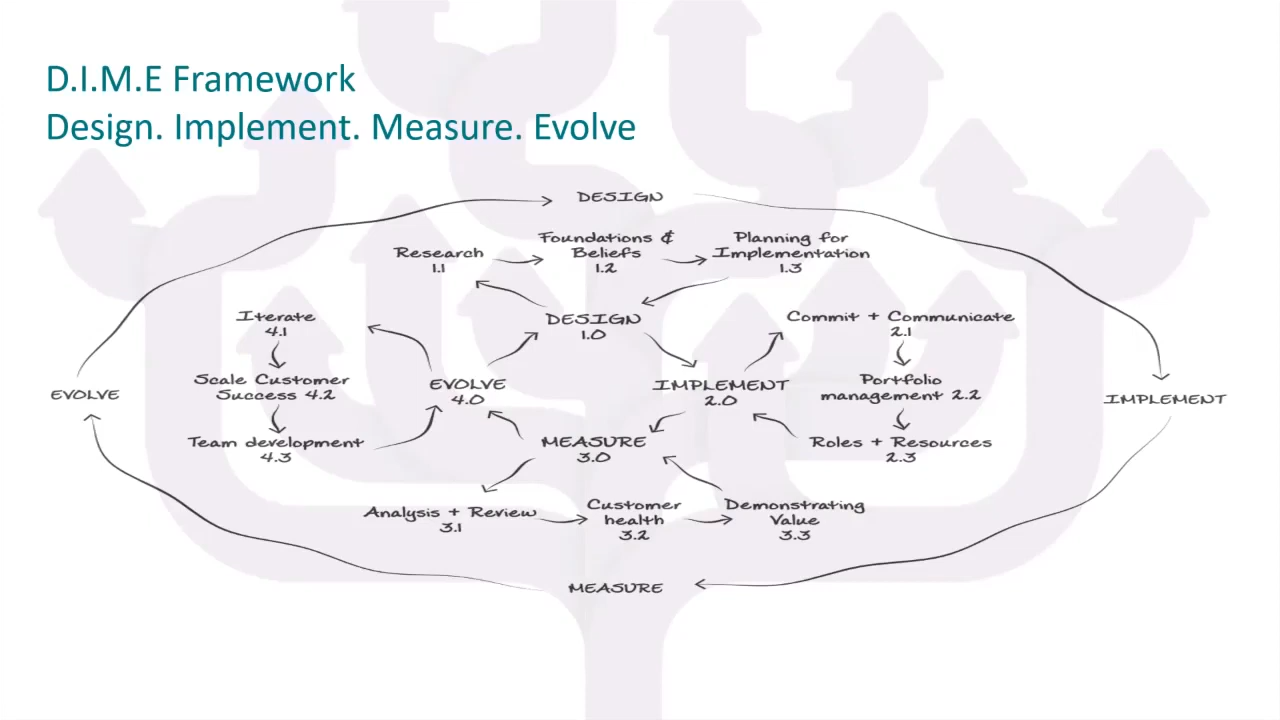 D.I.M.E Framework
Design. Implement. Measure. Evolve
DESIGN
Research
1.1
Foundations &
Beliefs
1.2
Planning for
Implementation
1.3
DESIGN
1.0
Iterate
4.1
Scale Customer
Success 4.2
Team development
4.3
EVOLVE
4.0
IMPLEMENT
2.0
Commit + Communicate
2.1
Portfolio
management 2.2
Roles + Resources
2.3
EVOLVE
IMPLEMENT
MEASURE
3.0
Analysis + Review
3.1
Customer
health
3.2
Demonstrating
Value
3.3
MEASURE